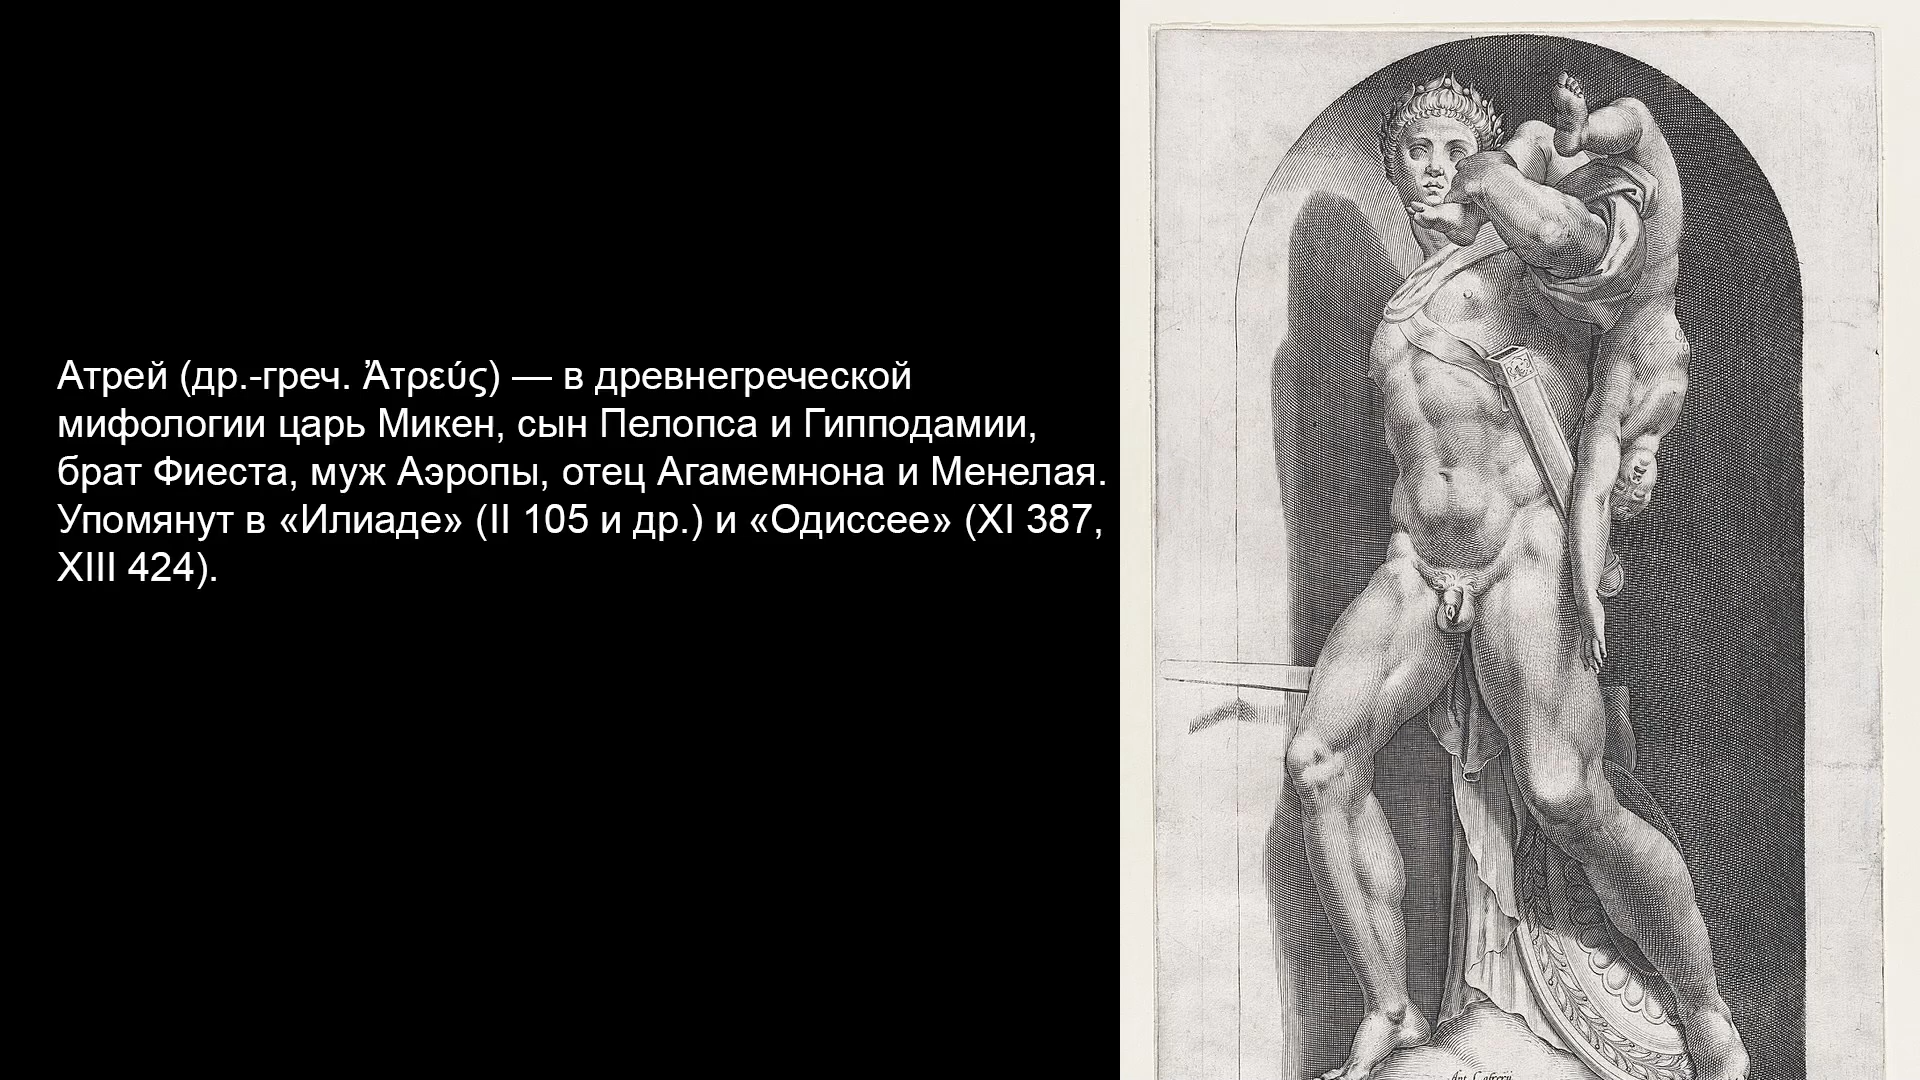 Атрей (др.-греч. Ἀτρεύς) — в древнегреческой
мифологии царь Микен, сын Пелопса и Гипподамии,
брат Фиеста, муж Аэропы, отец Агамемнона и Менелая.
Упомянут в «Илиаде» (II 105 и др.) и «Одиссее» (XI 387,
XIII 424).